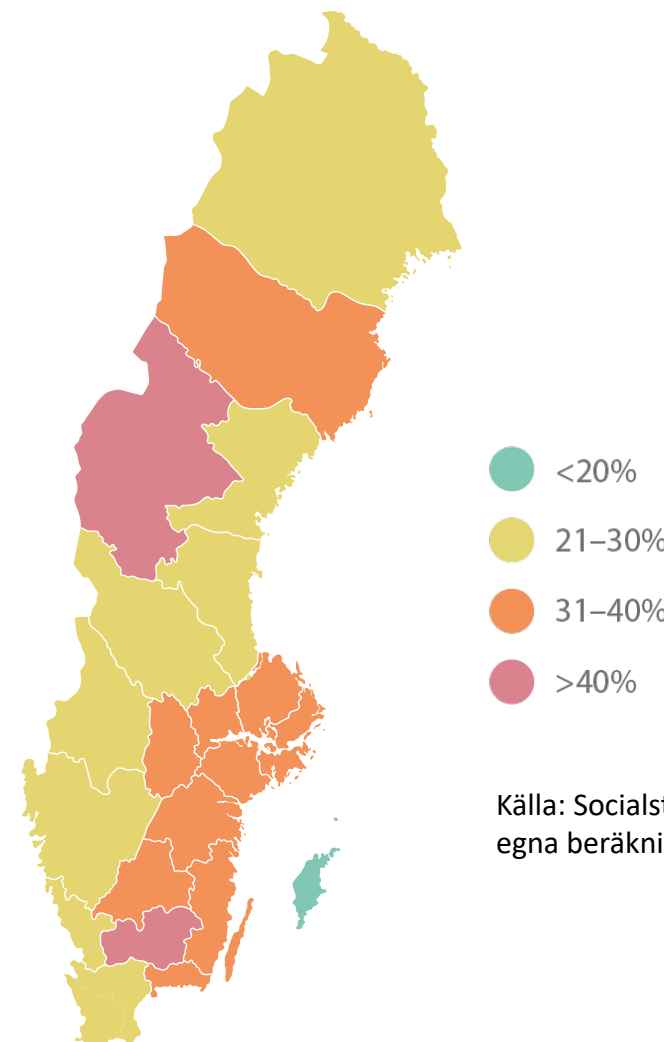 <20%
21–30%
31–40%
>40%
Källa: Socialst
egna beräkni